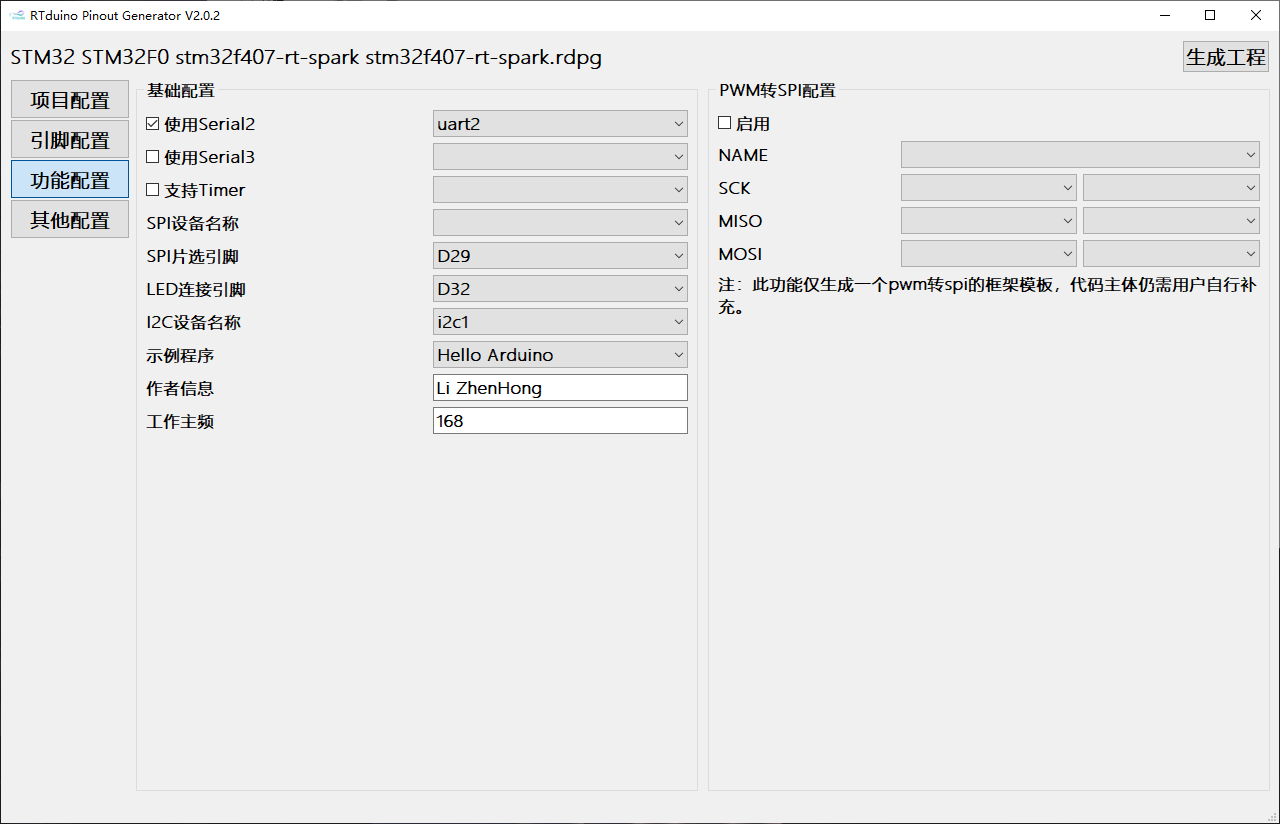 RTduino Pinout Generator V2.0.2
STM32 STM32F0 stm32f407-rt-spark stm32f407-rt-spark.rdpg
生成工程
项目配置
引脚配置
功能配置
其他配置
基础配置
使用Serial2 uart2
使用Serial3
支持Timer
SPI设备名称
SPI片选引脚 D29
LED连接引脚 D32
I2C设备名称 i2c1
示例程序 Hello Arduino
作者信息 Li ZhenHong
工作主频 168
PWM转SPI配置
启用
NAME
SCK
MISO
MOSI
注：此功能仅生成一个pwm转spi的框架模板，代码主体仍需用户自行补
充。